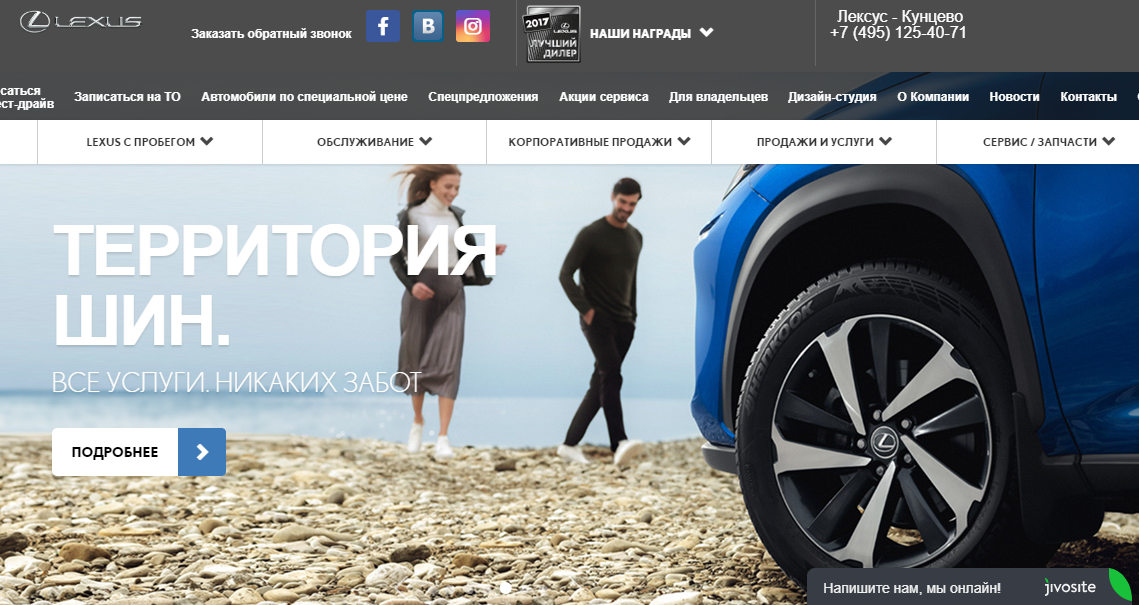 LEXUS
Заказать обратный звонок
f
B
2017
LEXUS
ЛУЧШИЙ
ДИЛЕР
НАШИ НАГРАДЫ
Лексус - Кунцево
+7 (495) 125-40-71
саться
ст-драйв
Записаться на ТО
Автомобили по специальной цене
Спецпредложения
Акции сервиса
Для владельцев
Дизайн-студия
О Компании
Новости
Контакты
LEXUS С ПРОБЕГОМ
ОБСЛУЖИВАНИЕ
КОРПОРАТИВНЫЕ ПРОДАЖИ
ПРОДАЖИ И УСЛУГИ
СЕРВИС / ЗАПЧАСТИ
ТЕРРИТОРИЯ
ШИН.
ВСЕ УСЛУГИ. НИКАКИХ ЗАБОТ
ПОДРОБНЕЕ
HANKOOK
Напишите нам, мы онлайн!
jivosite